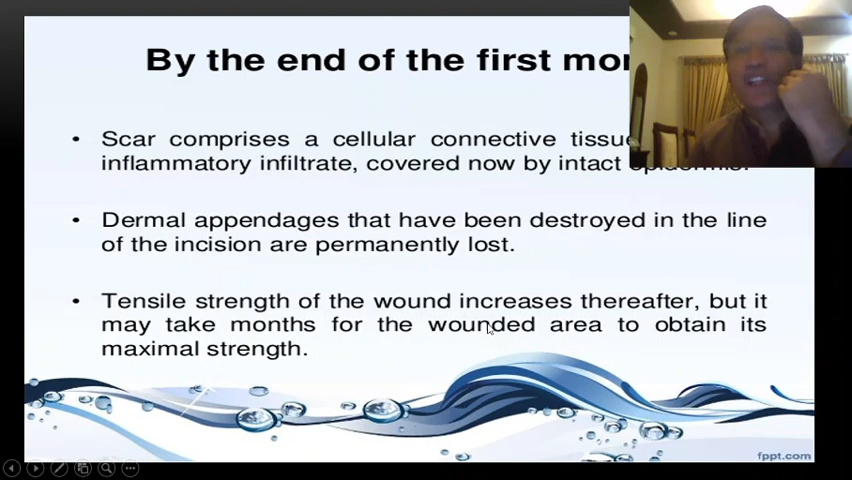 By the end of the first
• Scar comprises a cellular connective
inflammatory infiltrate, covered now by intact epidermis.
• Dermal appendages that have been destroyed in the line
of the incision are permanently lost.
• Tensile strength of the wound increases thereafter, but it
may take months for the wounded area to obtain its
maximal strength.
fppt.com